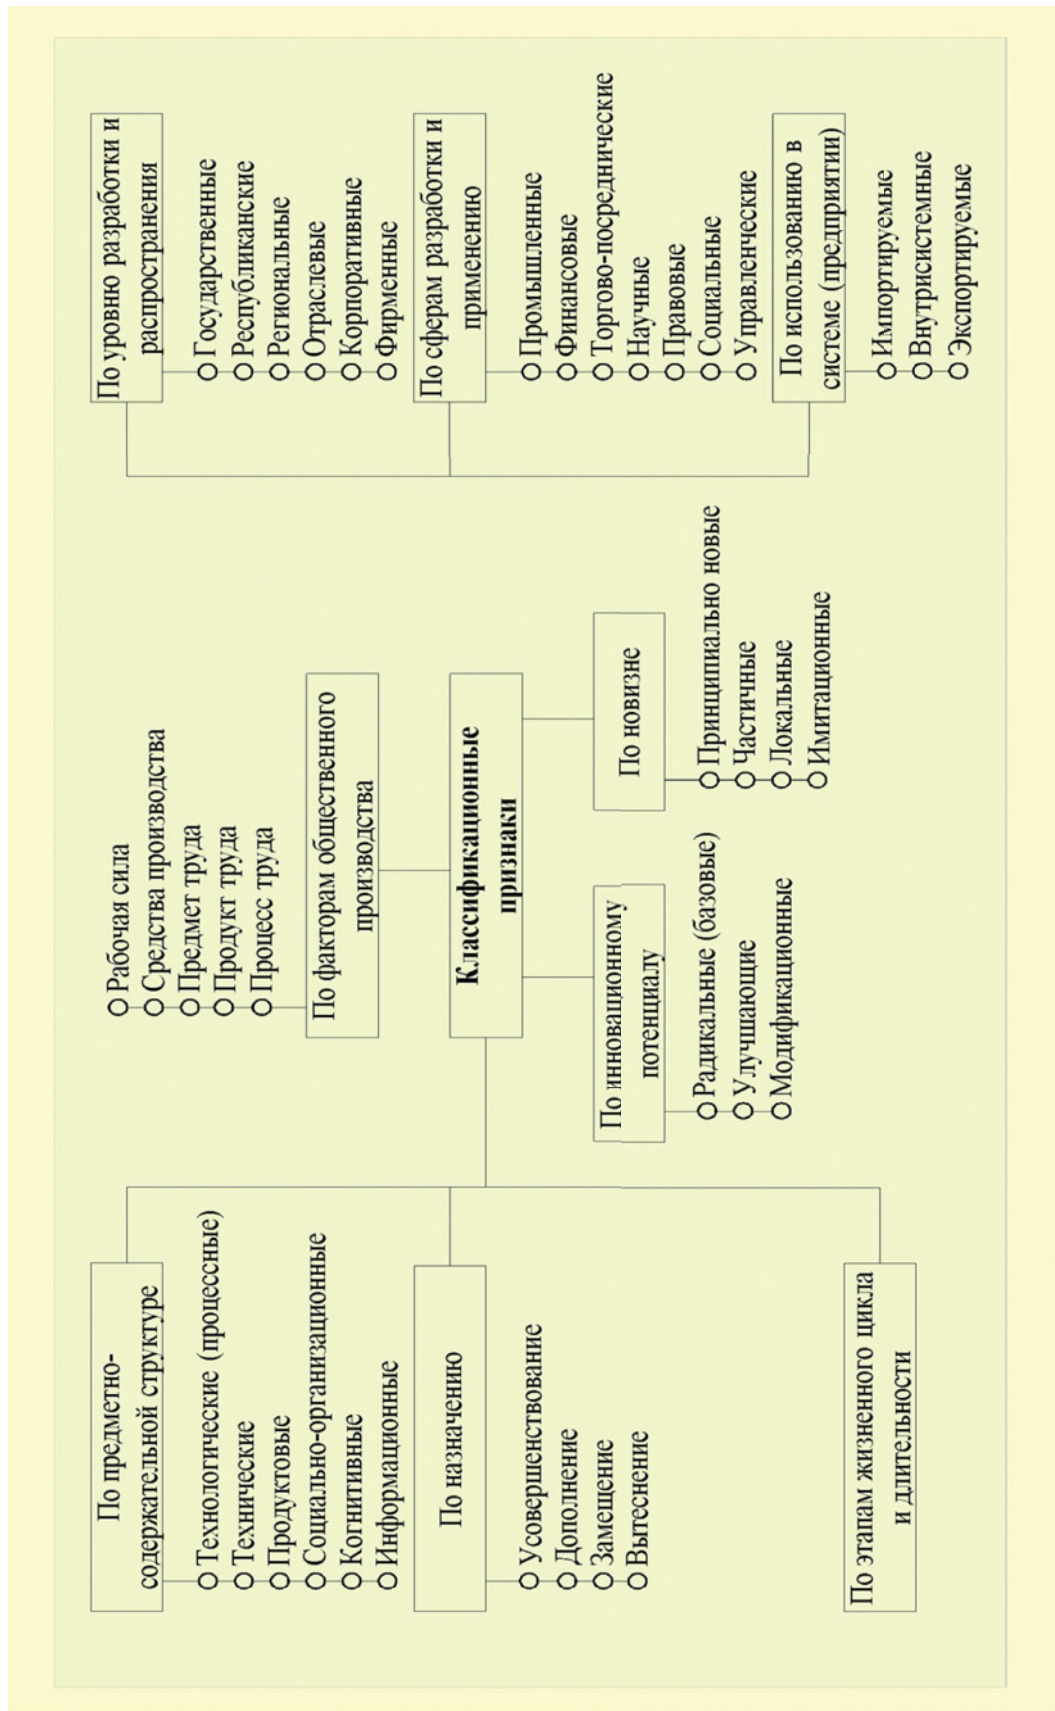 По предметно-
содержательной структуре
Технологические (процессные)
Технические
Продуктовые
Социально-организационные
Когнитивные
Информационные
По назначению
Усовершенствование
Дополнение
Замещение
Вытеснение
По этапам жизненного цикла
и длительности
Рабочая сила
Средства производства
Предмет труда
Продукт труда
Процесс труда
По факторам общественного
производства
Классификационные
признаки
По инновационному
потенциалу
Радикальные (базовые)
Улучшающие
Модификационные
По новизне
Принципиально новые
Частичные
Локальные
Имитационные
По уровню разработки и
распространения
Государственные
Республиканские
Региональные
Отраслевые
Корпоративные
Фирменные
По сферам разработки и
применению
Промышленные
Финансовые
Торгово-посреднические
Научные
Правовые
Социальные
Управленческие
По использованию в
системе (предприятии)
Импортируемые
Внутрисистемные
Экспортируемые